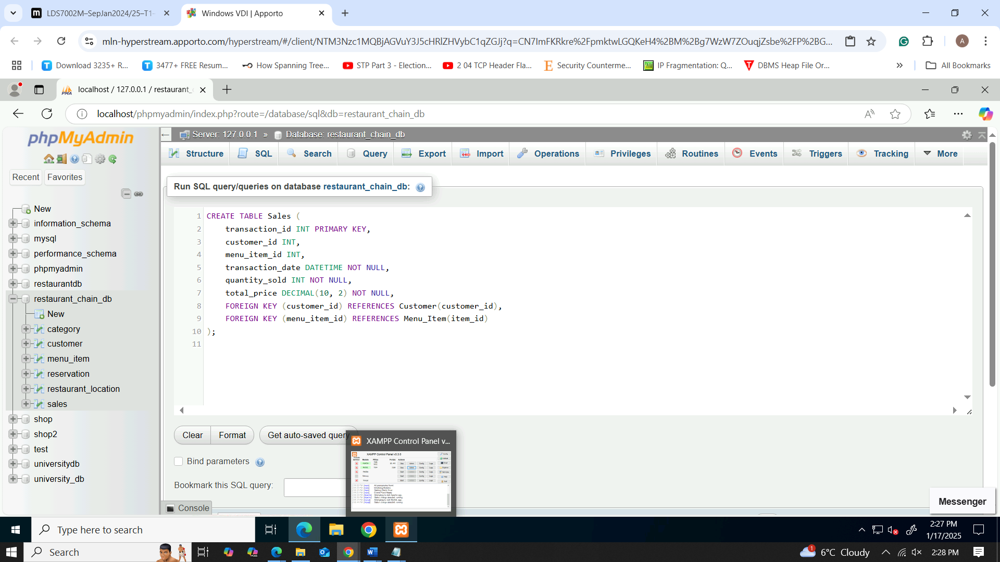 LDS7002M–SepJan2024/25–T1-
Windows VDI | Apporto
mln-hyperstream.apporto.com/hyperstream/#/client/NTM3Nzc1MQBjAGVuY3J5cHRlZHVybC1qZGJj?q=CN7ImFKRkre%2FpmktwLGQKeH4%2BM%2Bg7WzW7ZOuqjZsbe%2FP%2BG...
A
Download 3235+ R...
3477+ FREE Resum...
How Spanning Tree...
STP Part 3 - Election...
2 04 TCP Header Fla...
Security Counterme...
IP Fragmentation: Q...
DBMS Heap File Or...
All Bookmarks
localhost / 127.0.0.1 / restaurant_
localhost/phpmyadmin/index.php?route=/database/sql&db=restaurant_chain_db
phpMyAdmin
Recent
Favorites
New
information_schema
mysql
performance_schema
phpmyadmin
restaurantdb
restaurant_chain_db
New
category
customer
menu_item
reservation
restaurant_location
sales
shop
shop2
test
universitydb
university_db
Server: 127.0.0.1 » Database: restaurant_chain_db
Structure
SQL
Search
Query
Export
Import
Operations
Privileges
Routines
Events
Triggers
Tracking
More
Run SQL query/queries on database restaurant_chain_db:
1 CREATE TABLE Sales (
2 transaction_id INT PRIMARY KEY,
3 customer_id INT,
4 menu_item_id INT,
5 transaction_date DATETIME NOT NULL,
6 quantity_sold INT NOT NULL,
7 total_price DECIMAL(10, 2) NOT NULL,
8 FOREIGN KEY (customer_id) REFERENCES Customer(customer_id),
9 FOREIGN KEY (menu_item_id) REFERENCES Menu_Item(item_id)
10 );
11
Clear
Format
Get auto-saved query
Bind parameters
Bookmark this SQL query:
Console
XAMPP Control Panel v...
XAMPP Control Panel v3.3.0
Messenger
Type here to search
2:27 PM
1/17/2025
Search
1
6°C Cloudy
2:28 PM